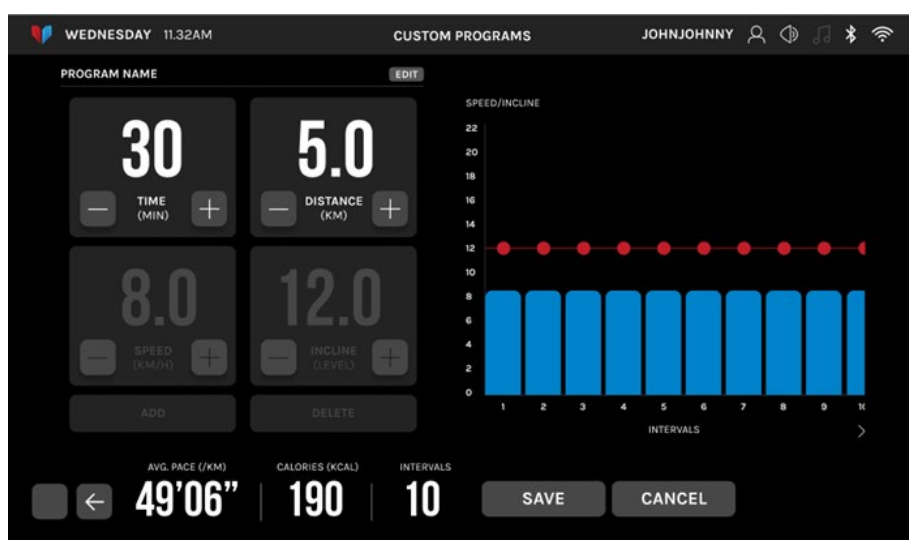 WEDNESDAY 11.32AM
CUSTOM PROGRAMS
JOHNJOHNNY
PROGRAM NAME
EDIT
30
TIME
(MIN)
5.0
DISTANCE
(KM)
8.0
SPEED
(KM/H)
12.0
INCLINE
(LEVEL)
ADD
DELETE
SPEED/INCLINE
22
20
18
16
14
12
10
8
6
4
2
0
1 2 3 4 5 6 7 8 9
INTERVALS
AVG. PACE (/KM)
49'06"
CALORIES (KCAL)
190
INTERVALS
10
SAVE
CANCEL